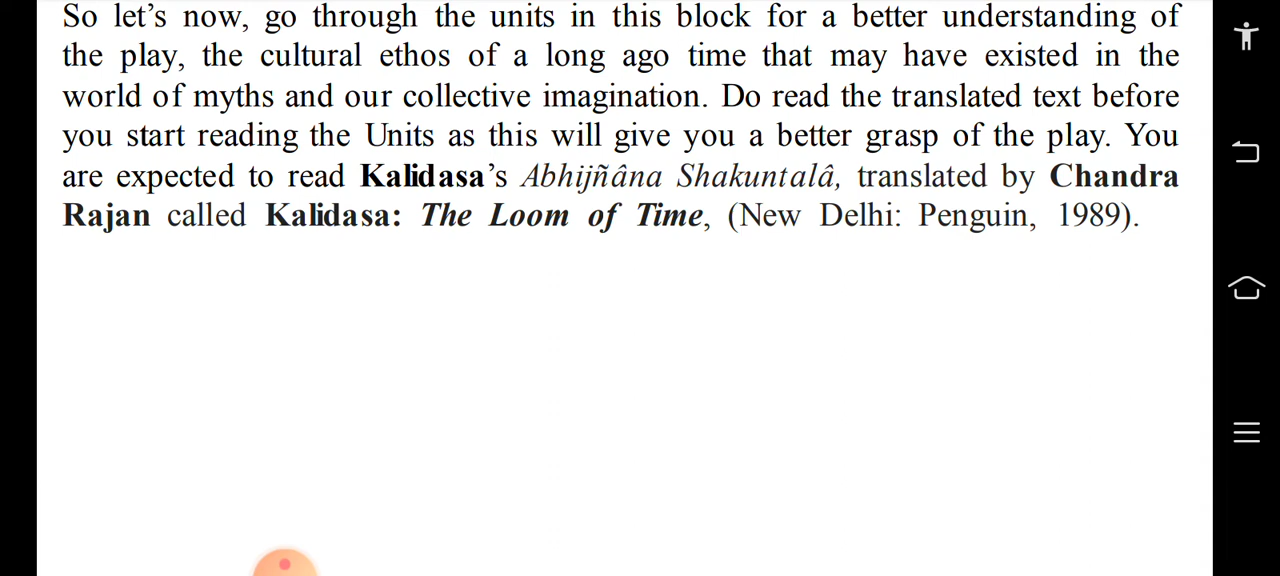 So let’s now, go through the units in this block for a better understanding of
the play, the cultural ethos of a long ago time that may have existed in the
world of myths and our collective imagination. Do read the translated text before
you start reading the Units as this will give you a better grasp of the play. You
are expected to read Kalidasa’s Abhijñâna Shakuntalâ, translated by Chandra
Rajan called Kalidasa: The Loom of Time, (New Delhi: Penguin, 1989).